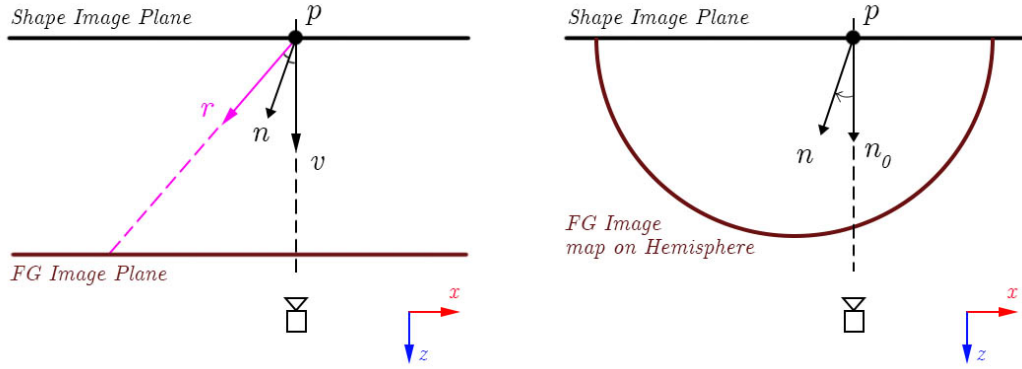 Shape Image Plane
p
r
n
v
FG Image Plane
x
z
Shape Image Plane
p
n
n0
FG Image
map on Hemisphere
x
z